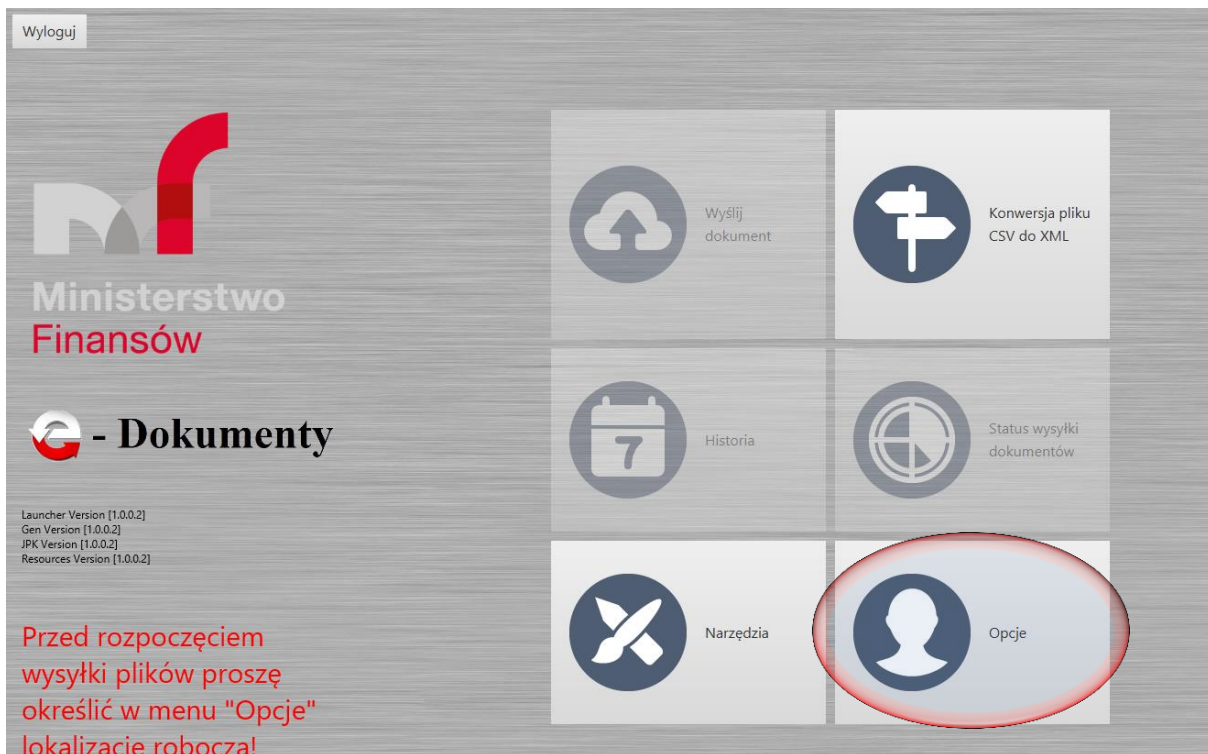 Wyloguj
Ministerstwo
Finansów
e - Dokumenty
Launcher Version [1.0.0.2]
Gen Version [1.0.0.2]
JPK Version [1.0.0.2]
Resources Version [1.0.0.2]
Przed rozpoczęciem
wysyłki plików proszę
określić w menu "Opcje"
lokalizację roboczą!
Wyślij
dokument
Konwersja pliku
CSV do XML
7
Historia
Status wysyłki
dokumentów
Narzędzia
Opcje